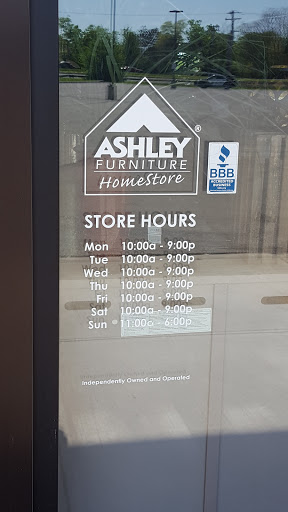 ASHLEY
FURNITURE
HomeStore
®
BBB
ACCREDITED
BUSINESS
STORE HOURS
Mon 10:00a - 9:00p
Tue 10:00a - 9:00p
Wed 10:00a - 9:00p
Thu 10:00a - 9:00p
Fri 10:00a - 9:00p
Sat 10:00a - 9:00p
Sun 11:00a - 6:00p
Independently Owned and Operated